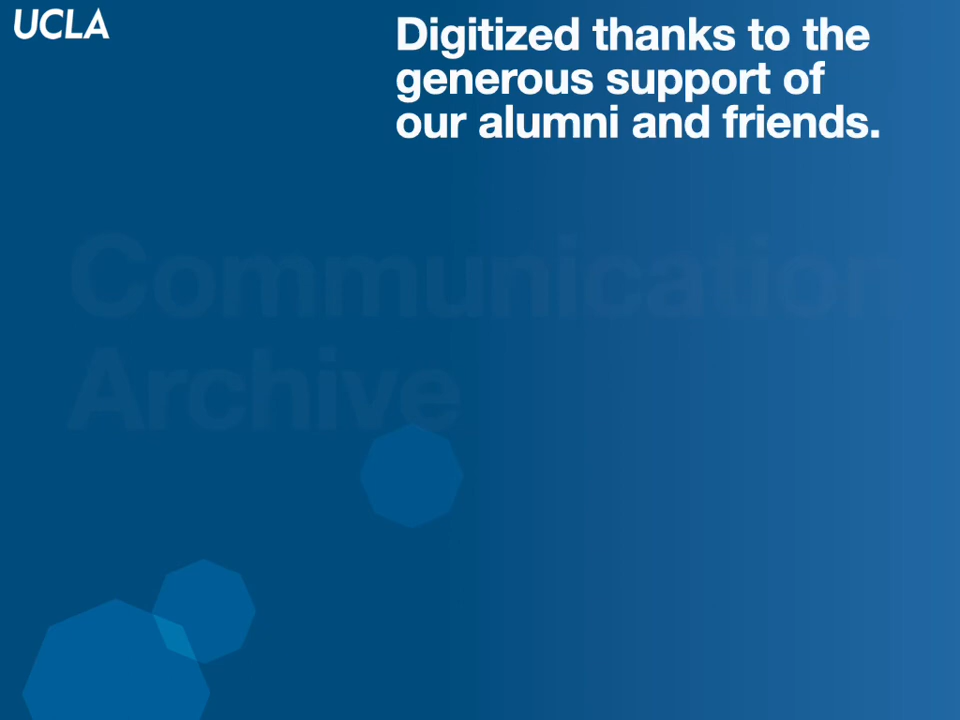 UCLA
Digitized thanks to the
generous support of
our alumni and friends.
Communication
Archive